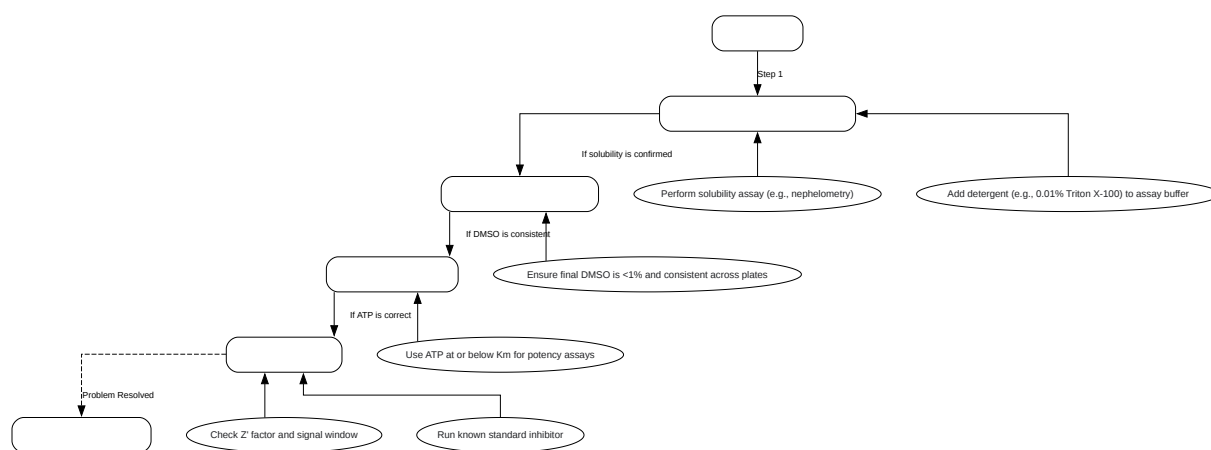 Step 1
If solubility is confirmed
Perform solubility assay (e.g., nephelometry)
Add detergent (e.g., 0.01% Triton X-100) to assay buffer
If DMSO is consistent
Ensure final DMSO is <1% and consistent across plates
If ATP is correct
Use ATP at or below Km for potency assays
Problem Resolved
Check Z' factor and signal window
Run known standard inhibitor